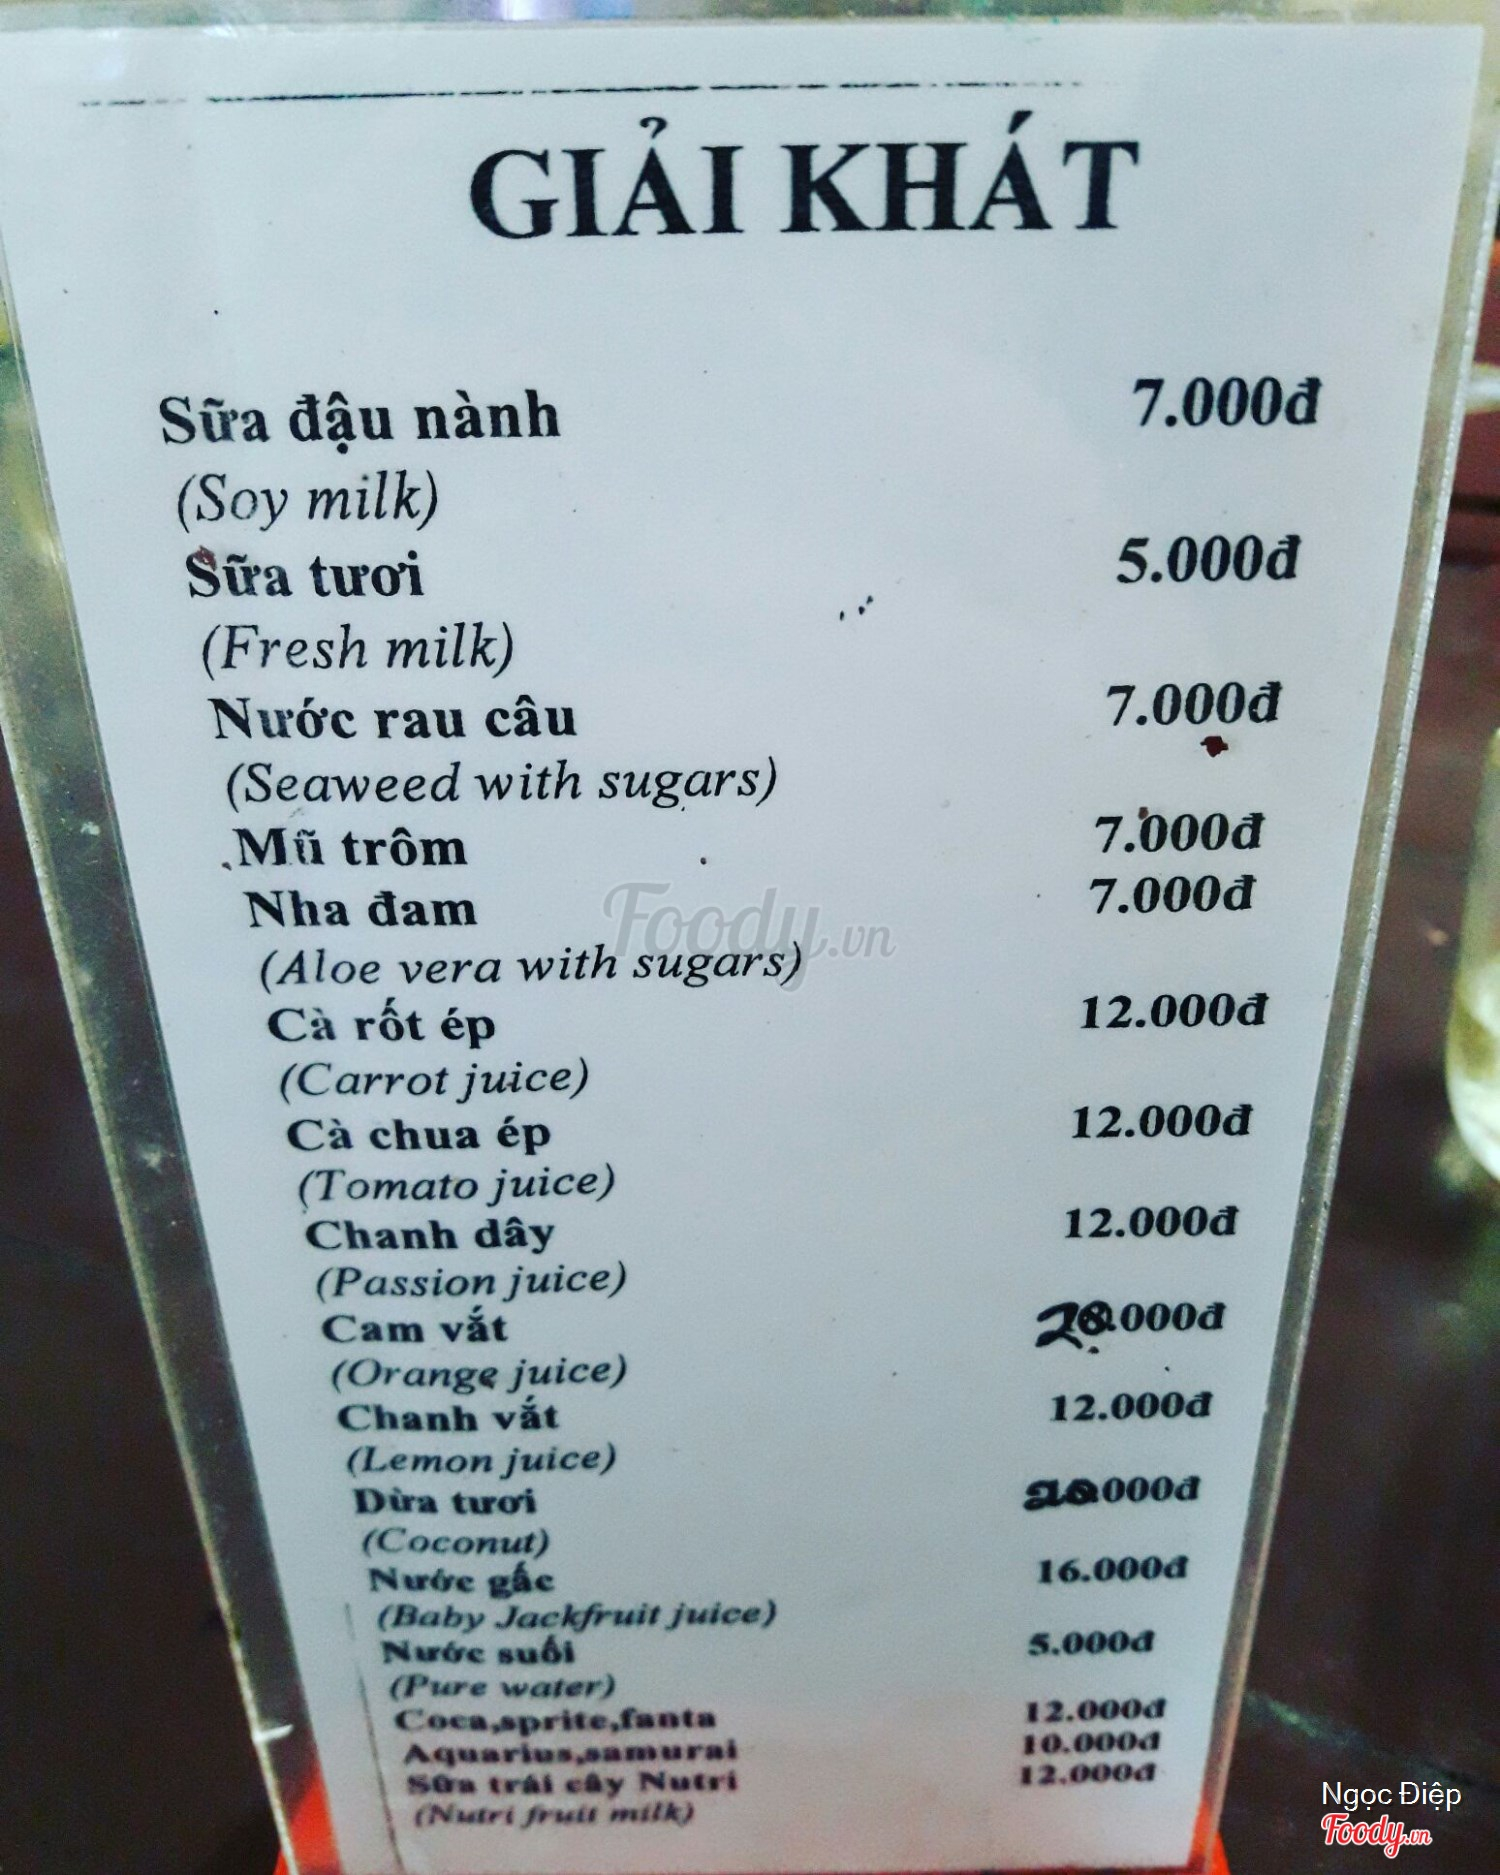 GIẢI KHÁT
Sữa đậu nành 7.000đ
(Soy milk)
Sữa tươi 5.000đ
(Fresh milk)
Nước rau câu 7.000đ
(Seaweed with sugars)
Mũ trôm 7.000đ
Nha đam 7.000đ
Foody.vn
(Aloe vera with sugars)
Cà rốt ép 12.000đ
(Carrot juice)
Cà chua ép 12.000đ
(Tomato juice)
Chanh dây 12.000đ
(Passion juice)
Cam vắt 20.000đ
(Orange juice)
Chanh vắt 12.000đ
(Lemon juice)
Dừa tươi 20.000đ
(Coconut)
Nước gấc 16.000đ
(Baby Jackfruit juice)
Nước suối 5.000đ
(Pure water)
Coca,sprite,fanta 12.000đ
Aquarius,samurai 10.000đ
Sữa trái cây Nutri 12.000đ
(Nutri fruit milk)
Ngọc Điệp
Foody.vn